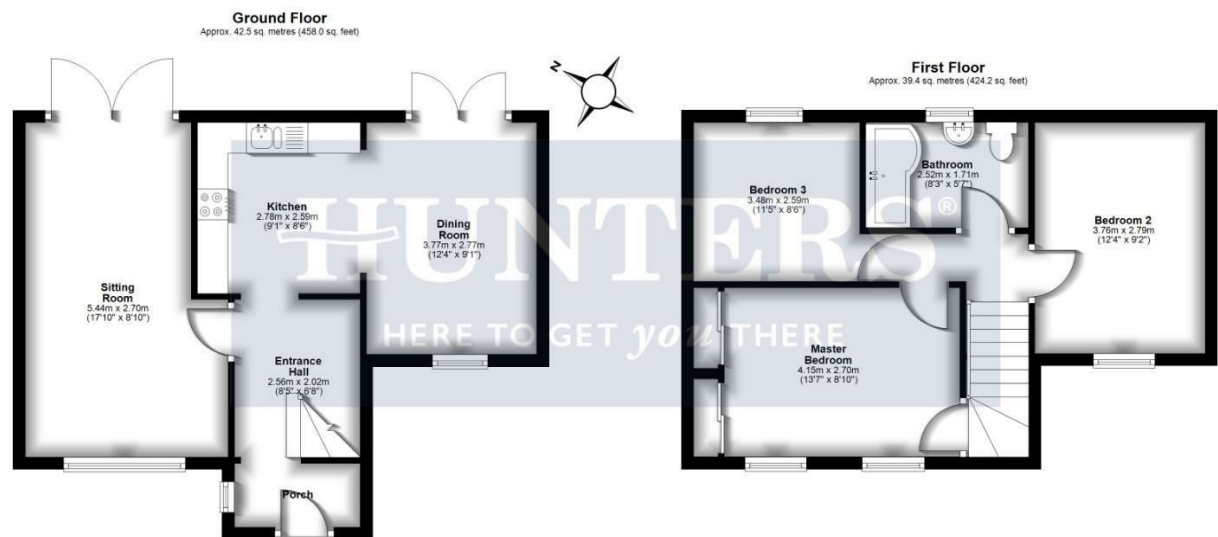 Ground Floor
Approx. 42.5 sq. metres (458.0 sq. feet)
N
First Floor
Approx. 39.4 sq. metres (424.2 sq. feet)
Kitchen
2.78m x 2.59m
(9'1" x 8'6")
Dining
Room
3.77m x 2.77m
(12'4" x 9'1")
Sitting
Room
5.44m x 2.70m
(17'10" x 8'10")
Entrance
Hall
2.56m x 2.02m
(8'5" x 6'8")
Porch
Bathroom
2.52m x 1.71m
(8'3" x 5'7")
Bedroom 3
3.48m x 2.59m
(11'5" x 8'6")
Bedroom 2
3.76m x 2.79m
(12'4" x 9'2")
Master
Bedroom
4.15m x 2.70m
(13'7" x 8'10")
HUNTERS®
HERE TO GET you THERE